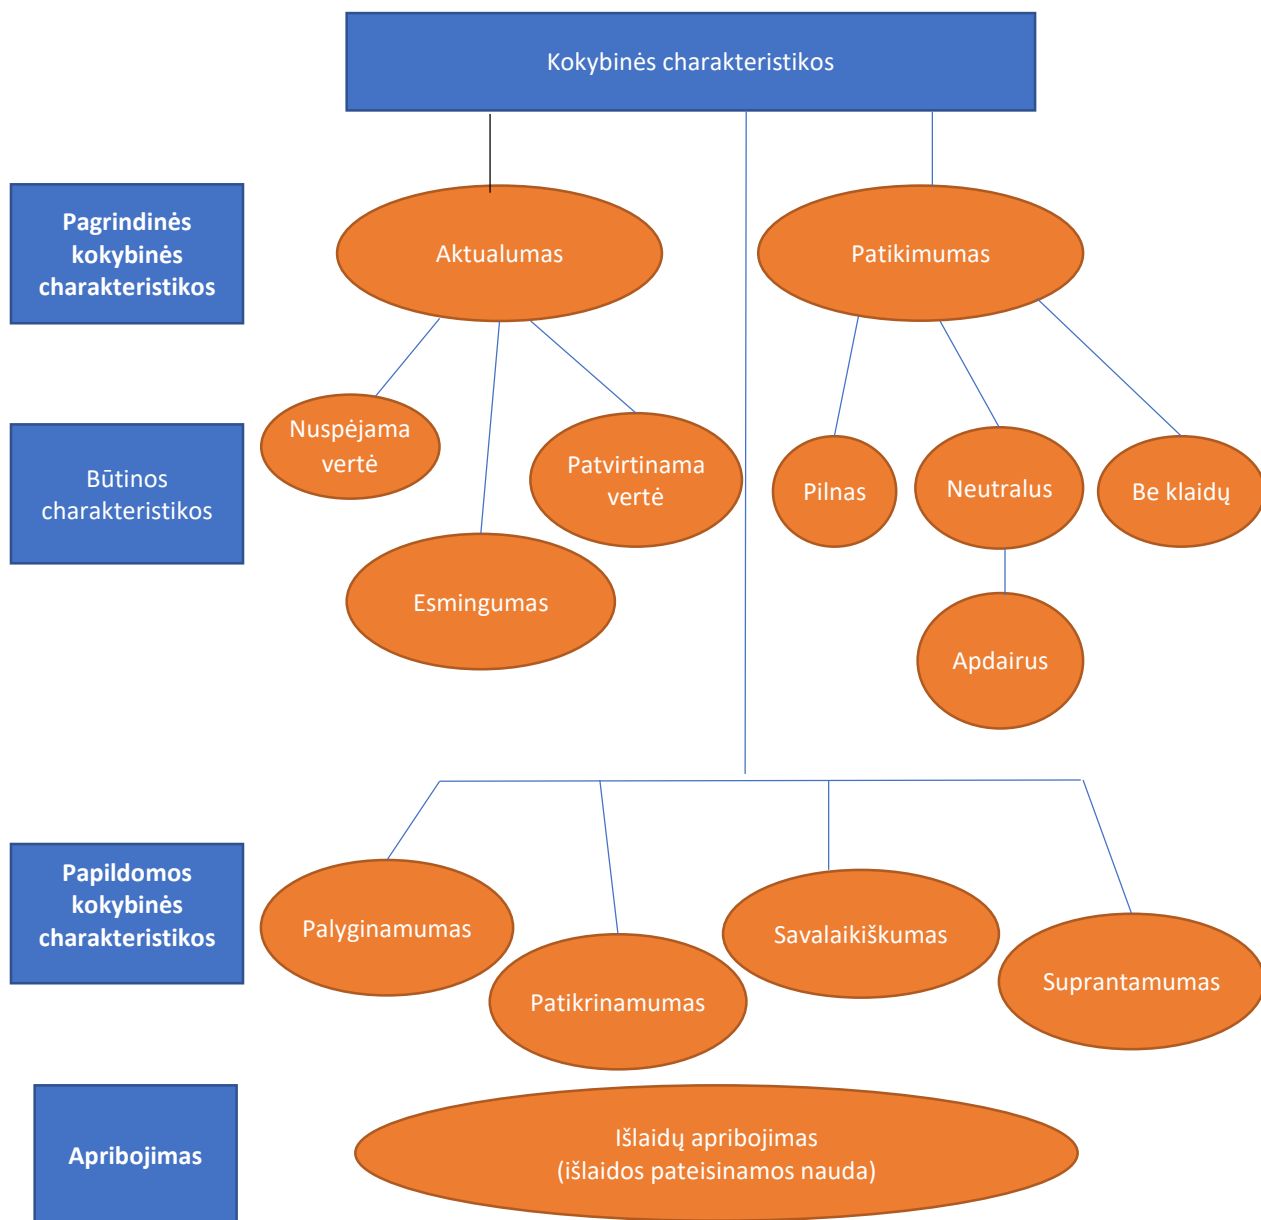 Kokybinės charakteristikos
Pagrindinės
kokybinės
charakteristikos
Aktualumas
Patikimumas
Būtinos
charakteristikos
Nuspėjama
vertė
Patvirtinama
vertė
Pilnas
Neutralus
Be klaidų
Esmingumas
Apdairus
Papildomos
kokybinės
charakteristikos
Palyginamumas
Patikrinamumas
Savalaikiškumas
Suprantamumas
Apribojimas
Išlaidų apribojimas
(išlaidos pateisinamos nauda)